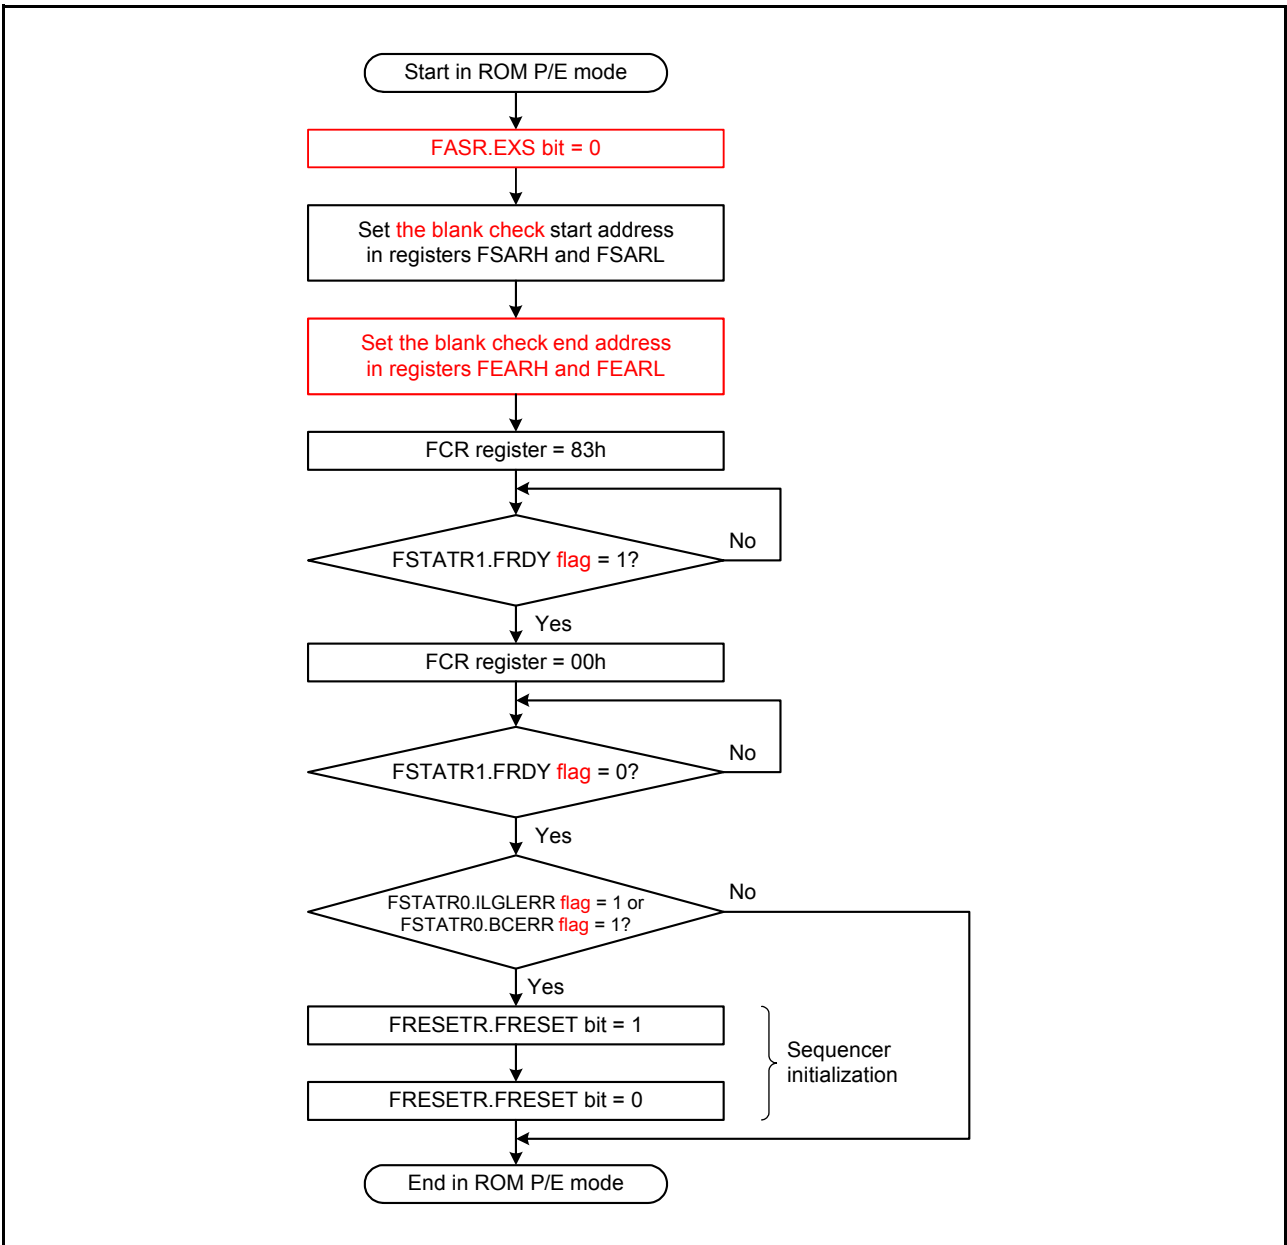 Start in ROM P/E mode
FASR.EXS bit = 0
Set the blank check start address
in registers FSARH and FSARL
Set the blank check end address
in registers FEARH and FEARL
FCR register = 83h
FSTATR1.FRDY flag = 1?
No
Yes
FCR register = 00h
FSTATR1.FRDY flag = 0?
No
Yes
FSTATR0.ILGLERR flag = 1 or
FSTATR0.BCERR flag = 1?
No
Yes
FRESETR.FRESET bit = 1
FRESETR.FRESET bit = 0
Sequencer
initialization
End in ROM P/E mode